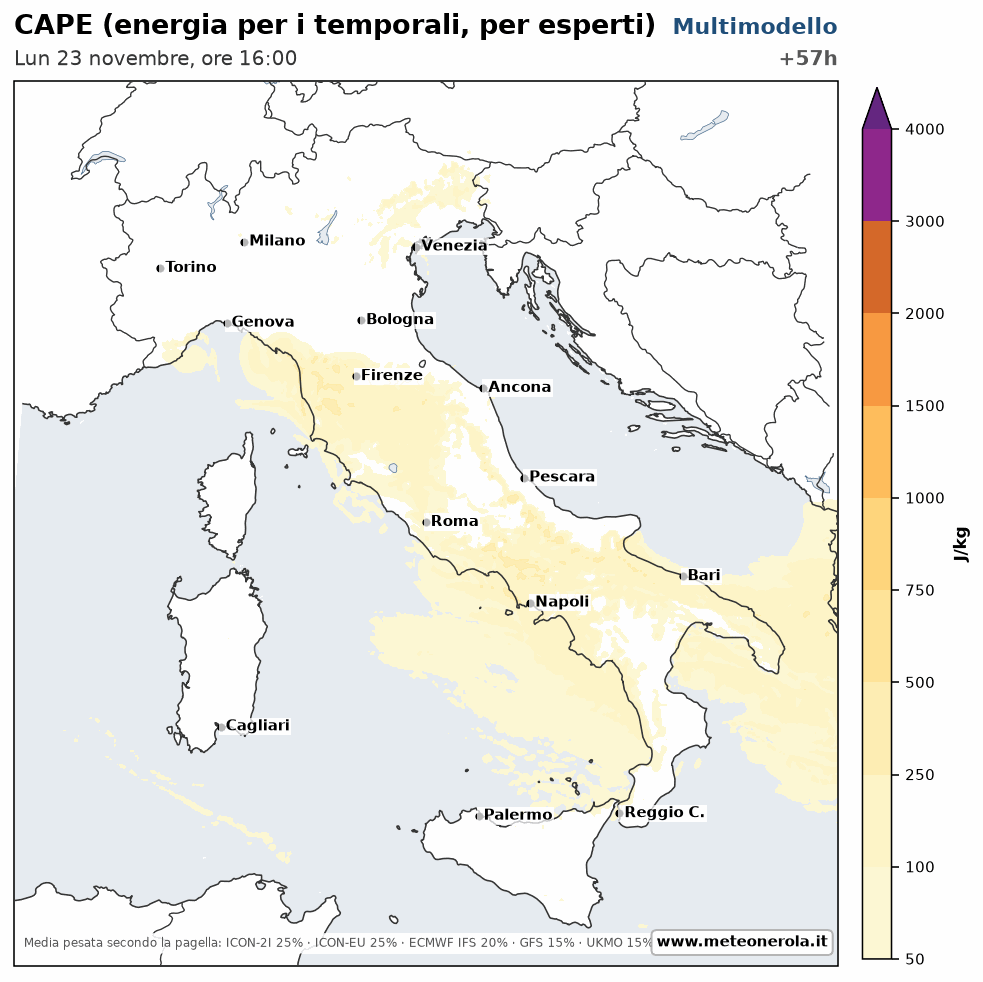 CAPE (energia per i temporali, per esperti) Multimodello
Lun 23 novembre, ore 16:00 +57h
4000
3000
2000
1500
1000
750
500
250
100
50
J/kg
Milano
Venezia
Torino
Genova
Bologna
Firenze
Ancona
Pescara
Roma
Bari
Napoli
Cagliari
Palermo
Reggio C.
Media pesata secondo la pagella: ICON-2I 25% · ICON-EU 25% · ECMWF IFS 20% · GFS 15% · UKMO 15%
www.meteonerola.it